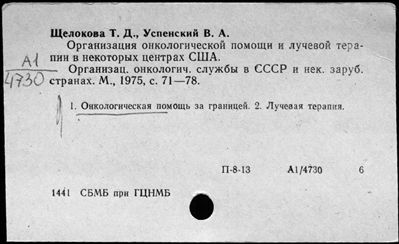 Щелокова Т. Д., Успенский В. А.
Организация онкологической помощи и лучевой тера-
пии в некоторых центрах США.
Организац. онкологич. службы в СССР и нек. заруб.
странах. М., 1975, с. 71—78.
А1
4730
1. Онкологическая помощь за границей. 2. Лучевая терапия.
П-8-13 А1/4730 6
1441 СБМБ при ГЦНМБ